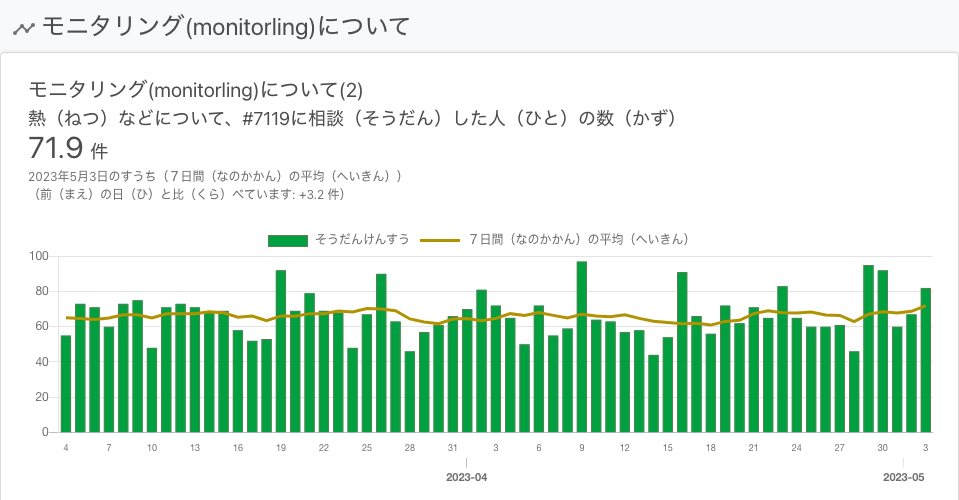 モニタリング(monitorling)について
モニタリング(monitorling)について(2)
熱（ねつ）などについて、#7119に相談（そうだん）した人（ひと）の数（かず）
71.9 件
2023年5月3日のすうち（７日間（なのかかん）の平均（へいきん））
（前（まえ）の日（ひ）と比（くら）べています: +3.2 件）
そうだんけんすう ７日間（なのかかん）の平均（へいきん）
100
80
60
40
20
0
4 7 10 13 16 19 22 25 28 31 3 6 9 12 15 18 21 24 27 30 3
2023-04 2023-05